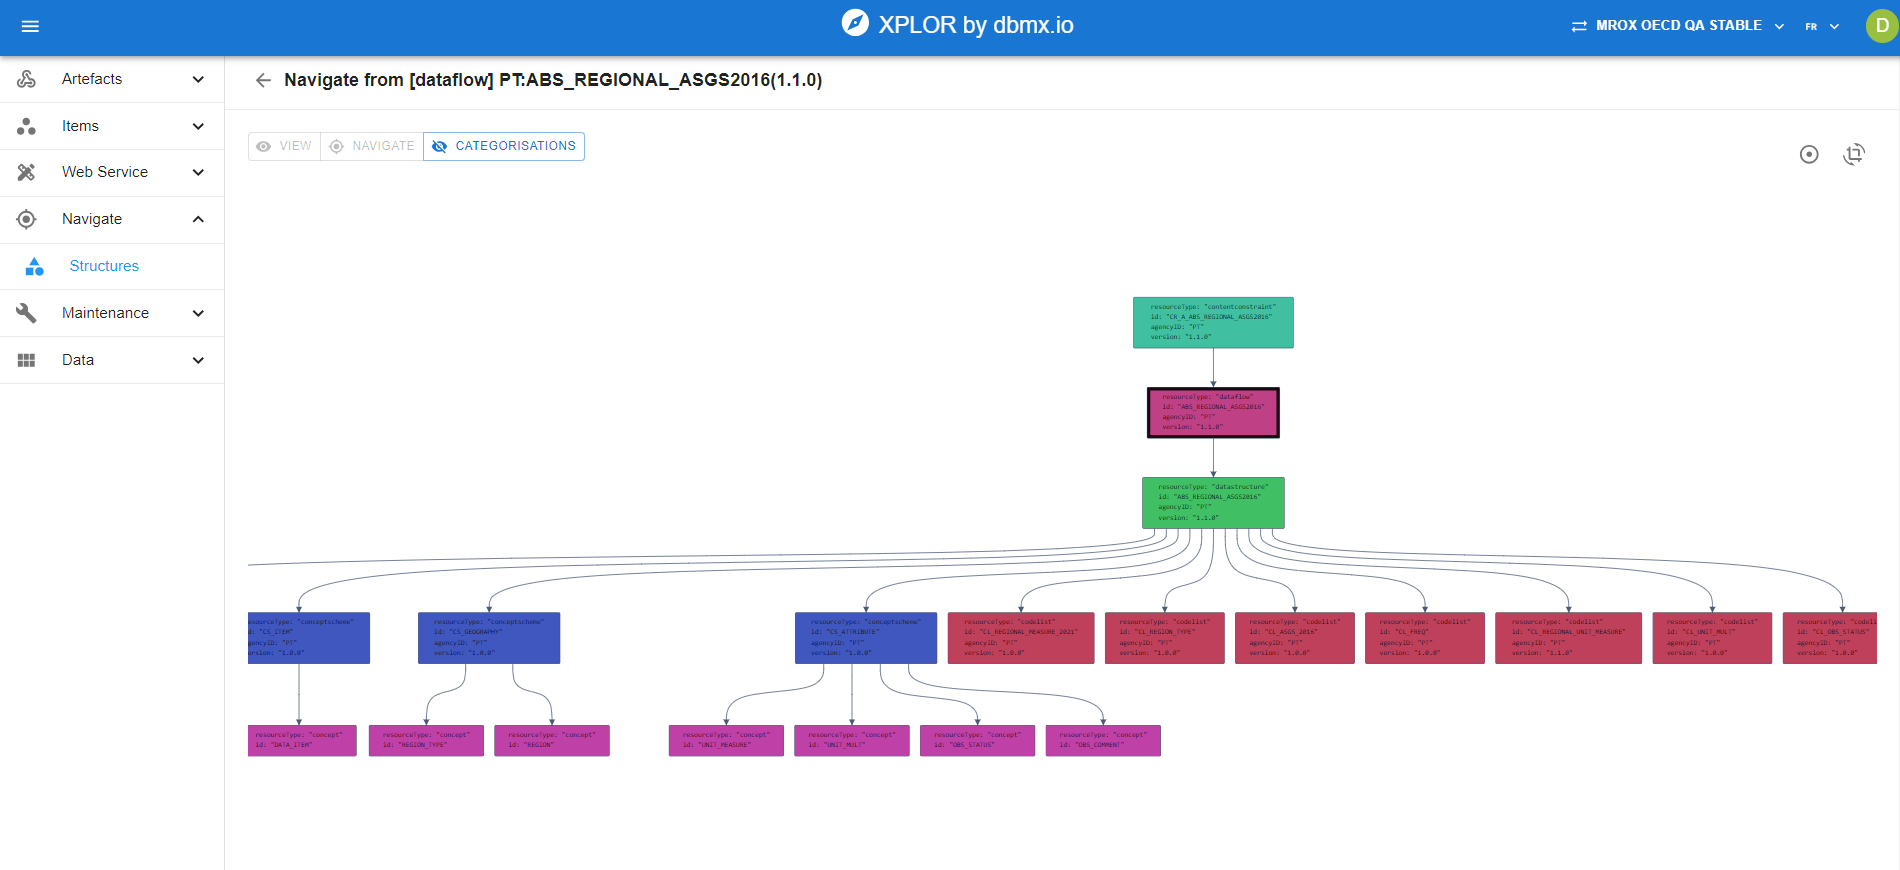 XPLOR by dbmx.io
MROX OECD QA STABLE
FR
D
Artefacts
Items
Web Service
Navigate
Structures
Maintenance
Data
Navigate from [dataflow] PT:ABS_REGIONAL_ASGS2016(1.1.0)
VIEW
NAVIGATE
CATEGORISATIONS
resourceType: "contentconstraint"
id: "CR_A_ABS_REGIONAL_ASGS2016"
agencyID: "PT"
version: "1.1.0"
resourceType: "dataflow"
id: "ABS_REGIONAL_ASGS2016"
agencyID: "PT"
version: "1.1.0"
resourceType: "datastructure"
id: "ABS_REGIONAL_ASGS2016"
agencyID: "PT"
version: "1.1.0"
esourceType: "conceptscheme"
d: "CS_ITEM"
gencyID: "PT"
ersion: "1.0.0"
resourceType: "conceptscheme"
id: "CS_GEOGRAPHY"
agencyID: "PT"
version: "1.0.0"
resourceType: "conceptscheme"
id: "CS_ATTRIBUTE"
agencyID: "PT"
version: "1.0.0"
resourceType: "codelist"
id: "CL_REGIONAL_MEASURE_2021"
agencyID: "PT"
version: "1.0.0"
resourceType: "codelist"
id: "CL_REGION_TYPE"
agencyID: "PT"
version: "1.0.0"
resourceType: "codelist"
id: "CL_ASGS_2016"
agencyID: "PT"
version: "1.0.0"
resourceType: "codelist"
id: "CL_FREQ"
agencyID: "PT"
version: "1.0.0"
resourceType: "codelist"
id: "CL_REGIONAL_UNIT_MEASURE"
agencyID: "PT"
version: "1.1.0"
resourceType: "codelist"
id: "CL_UNIT_MULT"
agencyID: "PT"
version: "1.0.0"
resourceType: "codeli
id: "CL_OBS_STATUS"
agencyID: "PT"
version: "1.0.0"
resourceType: "concept"
id: "DATA_ITEM"
resourceType: "concept"
id: "REGION_TYPE"
resourceType: "concept"
id: "REGION"
resourceType: "concept"
id: "UNIT_MEASURE"
resourceType: "concept"
id: "UNIT_MULT"
resourceType: "concept"
id: "OBS_STATUS"
resourceType: "concept"
id: "OBS_COMMENT"